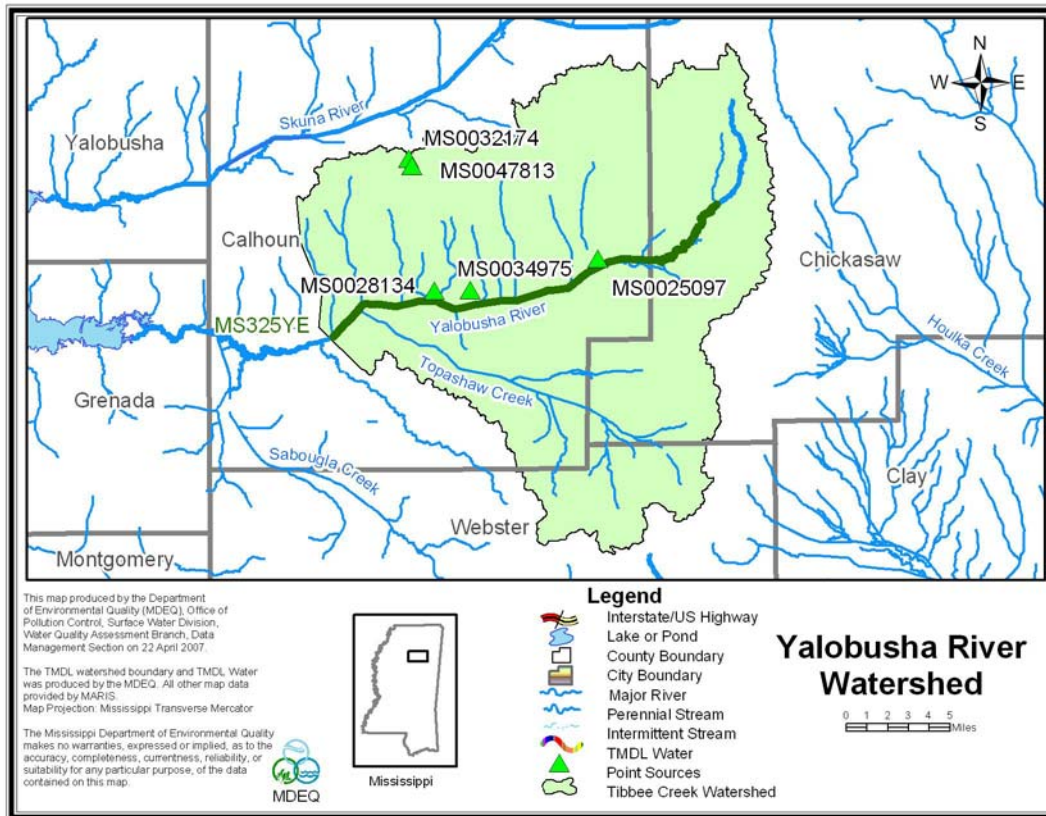 N
W E
S
Skuna River
Yalobusha
MS0032174
MS0047813
Calhoun
Chickasaw
MS0034975
MS0028134
MS0025097
MS325YE
Yalobusha River
Houlka Creek
Topashaw Creek
Grenada
Sabougla Creek
Clay
Webster
Montgomery
This map produced by the Department
of Environmental Quality (MDEQ), Office of
Pollution Control, Surface Water Division,
Water Quality Assessment Branch, Data
Management Section on 22 April 2007.
The TMDL watershed boundary and TMDL Water
was produced by the MDEQ. All other map data
provided by MARIS.
Map Projection: Mississippi Transverse Mercator
The Mississippi Department of Environmental Quality
makes no warranties, expressed or implied, as to the
accuracy, completeness, currentness, reliability, or
suitability for any particular purpose, of the data
contained on this map.
MDEQ
Mississippi
Legend
Interstate/US Highway
Lake or Pond
County Boundary
City Boundary
Major River
Perennial Stream
Intermittent Stream
TMDL Water
Point Sources
Tibbee Creek Watershed
Yalobusha River
Watershed
0 1 2 3 4 5
Miles